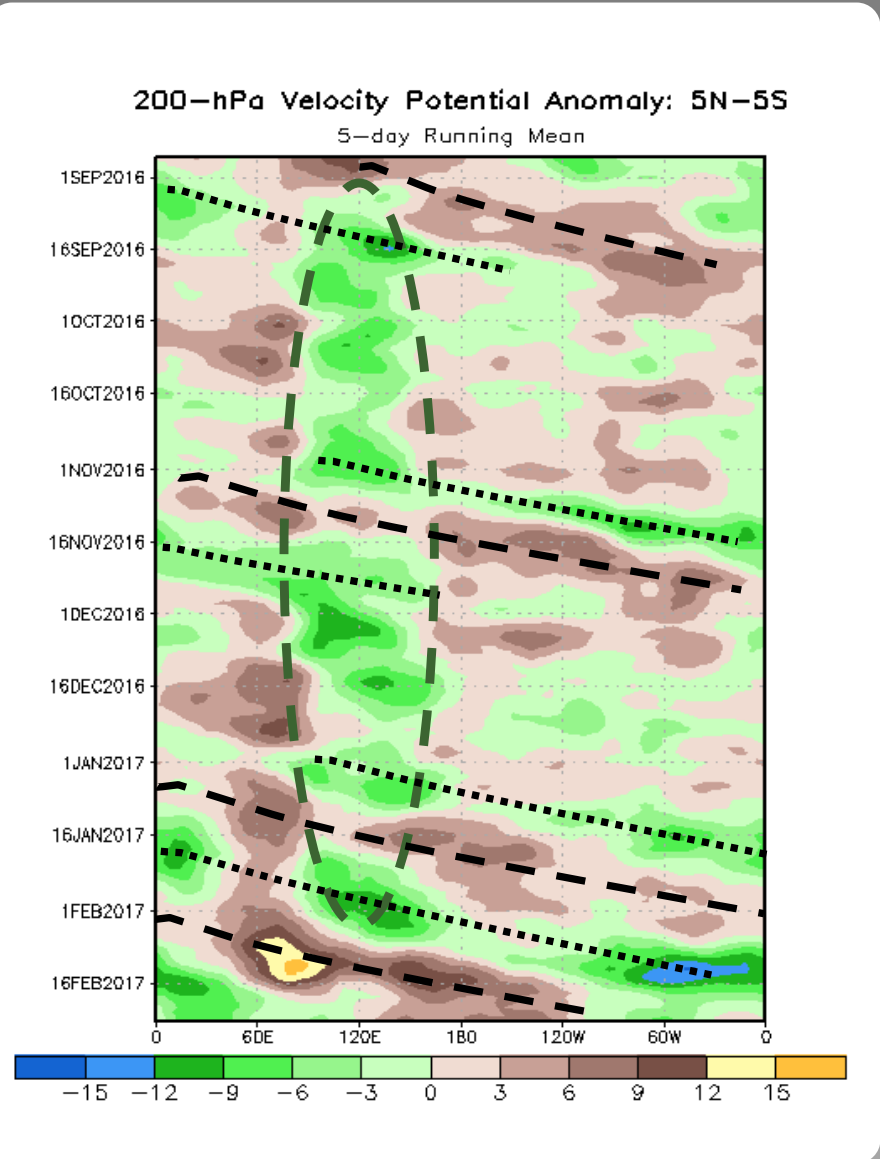 200-hPa Velocity Potential Anomaly: 5N-5S
5-day Running Mean
1SEP2016
16SEP2016
1OCT2016
16OCT2016
1NOV2016
16NOV2016
1DEC2016
16DEC2016
1JAN2017
16JAN2017
1FEB2017
16FEB2017
0 60E 120E 180 120W 60W 0
-15 -12 -9 -6 -3 0 3 6 9 12 15